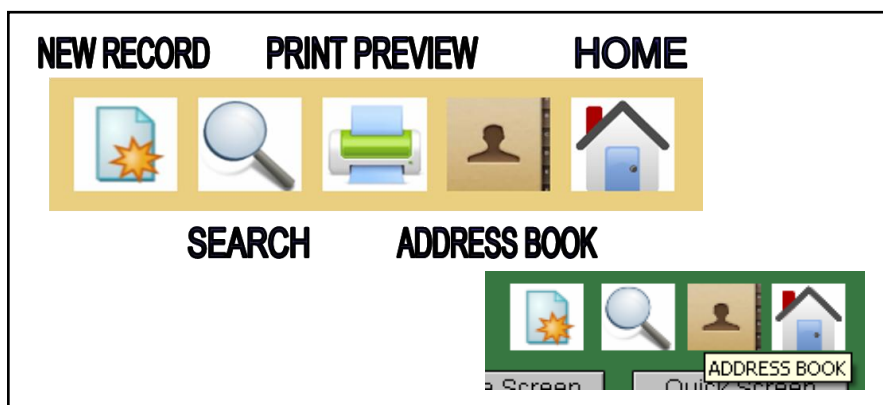 NEW RECORD PRINT PREVIEW HOME
SEARCH ADDRESS BOOK
ADDRESS BOOK
Screen Quick Screen